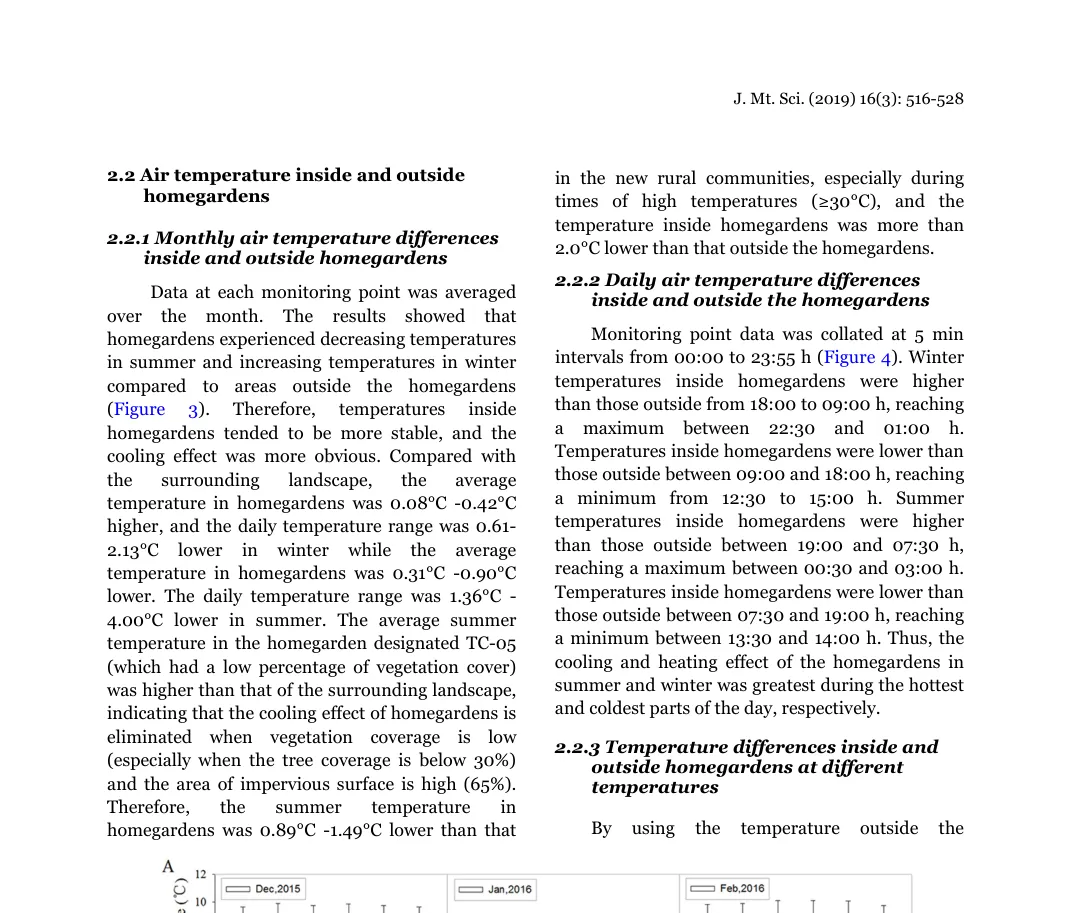 J. Mt. Sci. (2019) 16(3): 516-528
2.2 Air temperature inside and outside
homegardens
2.2.1 Monthly air temperature differences
inside and outside homegardens
Data at each monitoring point was averaged
over the month. The results showed that
homegardens experienced decreasing temperatures
in summer and increasing temperatures in winter
compared to areas outside the homegardens
(Figure 3). Therefore, temperatures inside
homegardens tended to be more stable, and the
cooling effect was more obvious. Compared with
the surrounding landscape, the average
temperature in homegardens was 0.08°C -0.42°C
higher, and the daily temperature range was 0.61-
2.13°C lower in winter while the average
temperature in homegardens was 0.31°C -0.90°C
lower. The daily temperature range was 1.36°C -
4.00°C lower in summer. The average summer
temperature in the homegarden designated TC-05
(which had a low percentage of vegetation cover)
was higher than that of the surrounding landscape,
indicating that the cooling effect of homegardens is
eliminated when vegetation coverage is low
(especially when the tree coverage is below 30%)
and the area of impervious surface is high (65%).
Therefore, the summer temperature in
homegardens was 0.89°C -1.49°C lower than that
in the new rural communities, especially during
times of high temperatures (≥30°C), and the
temperature inside homegardens was more than
2.0°C lower than that outside the homegardens.
2.2.2 Daily air temperature differences
inside and outside the homegardens
Monitoring point data was collated at 5 min
intervals from 00:00 to 23:55 h (Figure 4). Winter
temperatures inside homegardens were higher
than those outside from 18:00 to 09:00 h, reaching
a maximum between 22:30 and 01:00 h.
Temperatures inside homegardens were lower than
those outside between 09:00 and 18:00 h, reaching
a minimum from 12:30 to 15:00 h. Summer
temperatures inside homegardens were higher
than those outside between 19:00 and 07:30 h,
reaching a maximum between 00:30 and 03:00 h.
Temperatures inside homegardens were lower than
those outside between 07:30 and 19:00 h, reaching
a minimum between 13:30 and 14:00 h. Thus, the
cooling and heating effect of the homegardens in
summer and winter was greatest during the hottest
and coldest parts of the day, respectively.
2.2.3 Temperature differences inside and
outside homegardens at different
temperatures
By using the temperature outside the
A
12
10
(℃)
Dec,2015
Jan,2016
Feb,2016